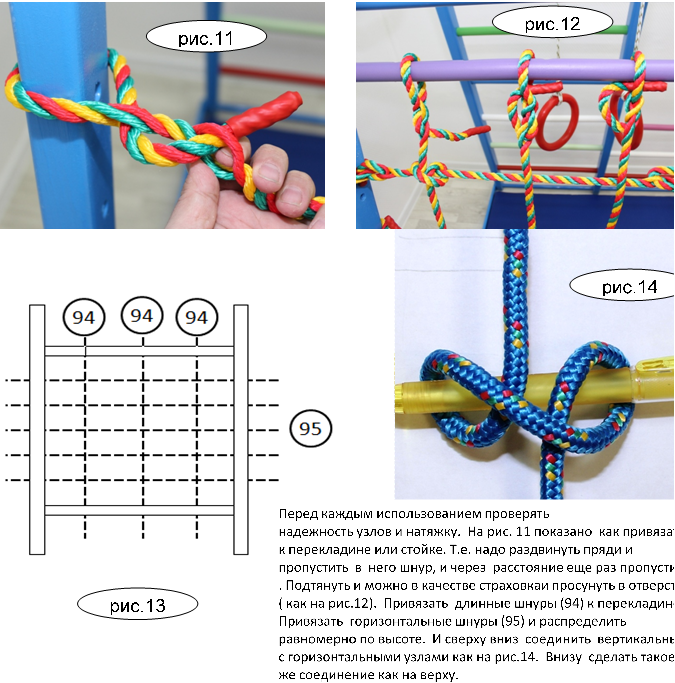 рис.11
рис.12
рис.14
94 94 94
95
рис.13
Перед каждым использованием проверять
надежность узлов и натяжку. На рис. 11 показано как привяза
к перекладине или стойке. Т.е. надо раздвинуть пряди и
пропустить в него шнур, и через расстояние еще раз пропусти
. Подтянуть и можно в качестве страховкаи просунуть в отверст
( как на рис.12). Привязать длинные шнуры (94) к перекладин
Привязать горизонтальные шнуры (95) и распределить
равномерно по высоте. И сверху вниз соединить вертикальны
с горизонтальными узлами как на рис.14. Внизу сделать такое
же соединение как на верху.